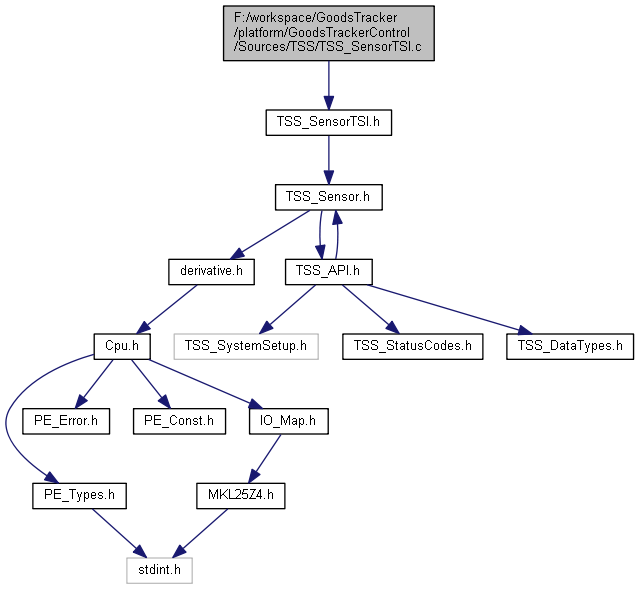 F:/workspace/GoodsTracker
/platform/GoodsTrackerControl
/Sources/TSS/TSS_SensorTSI.c
TSS_SensorTSI.h
TSS_Sensor.h
derivative.h
TSS_API.h
Cpu.h
TSS_SystemSetup.h
TSS_StatusCodes.h
TSS_DataTypes.h
PE_Error.h
PE_Const.h
IO_Map.h
PE_Types.h
MKL25Z4.h
stdint.h